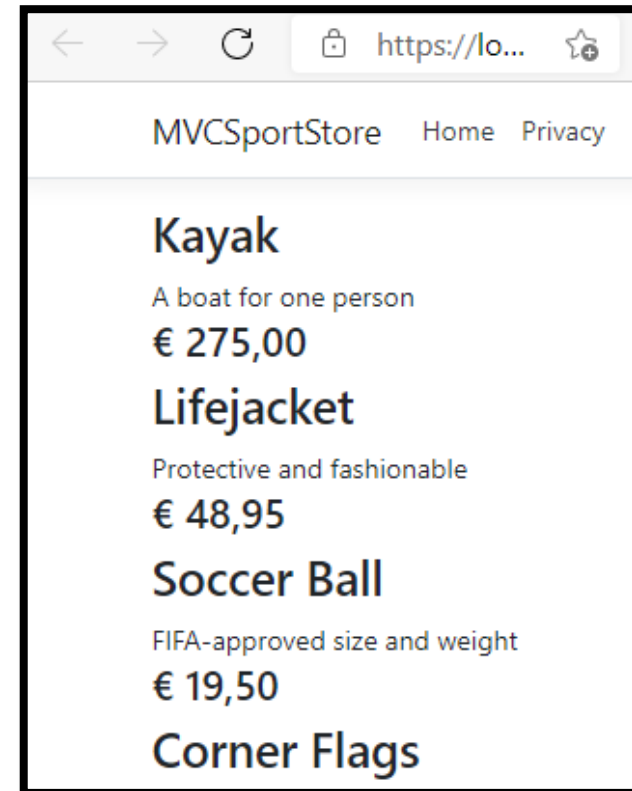 https://lo...
MVCSportStore Home Privacy
Kayak
A boat for one person
€ 275,00
Lifejacket
Protective and fashionable
€ 48,95
Soccer Ball
FIFA-approved size and weight
€ 19,50
Corner Flags